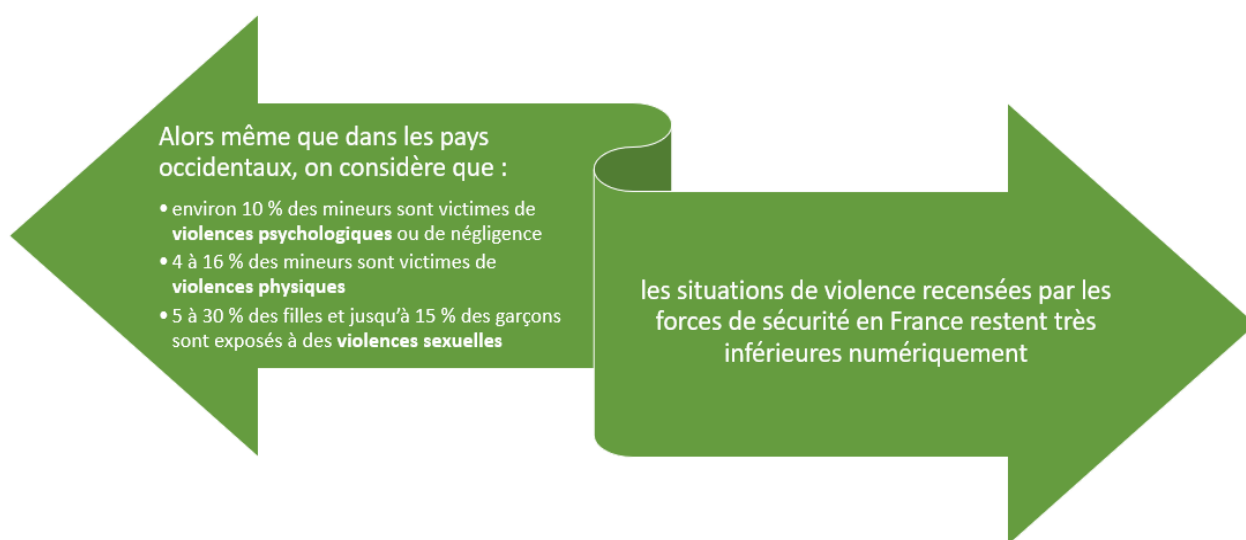 Alors même que dans les pays
occidentaux, on considère que :
• environ 10 % des mineurs sont victimes de
violences psychologiques ou de négligence
• 4 à 16 % des mineurs sont victimes de
violences physiques
• 5 à 30 % des filles et jusqu’à 15 % des garçons
sont exposés à des violences sexuelles
les situations de violence recensées par les
forces de sécurité en France restent très
inférieures numériquement